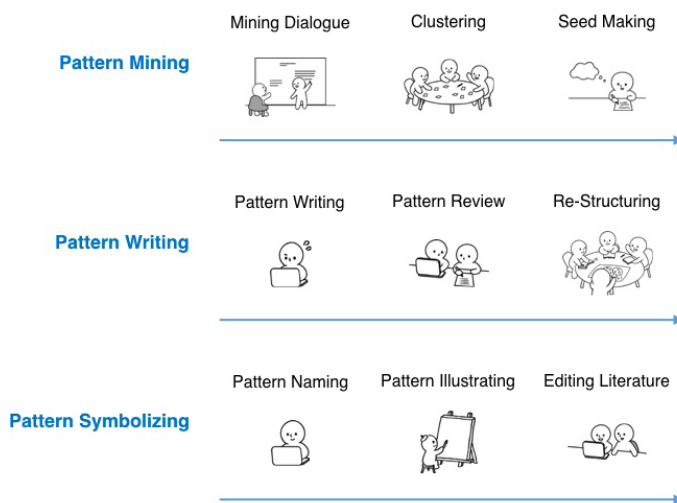 Mining Dialogue
Clustering
Seed Making
Pattern Mining
Pattern Writing
Pattern Review
Re-Structuring
Pattern Writing
Pattern Naming
Pattern Illustrating
Editing Literature
Pattern Symbolizing